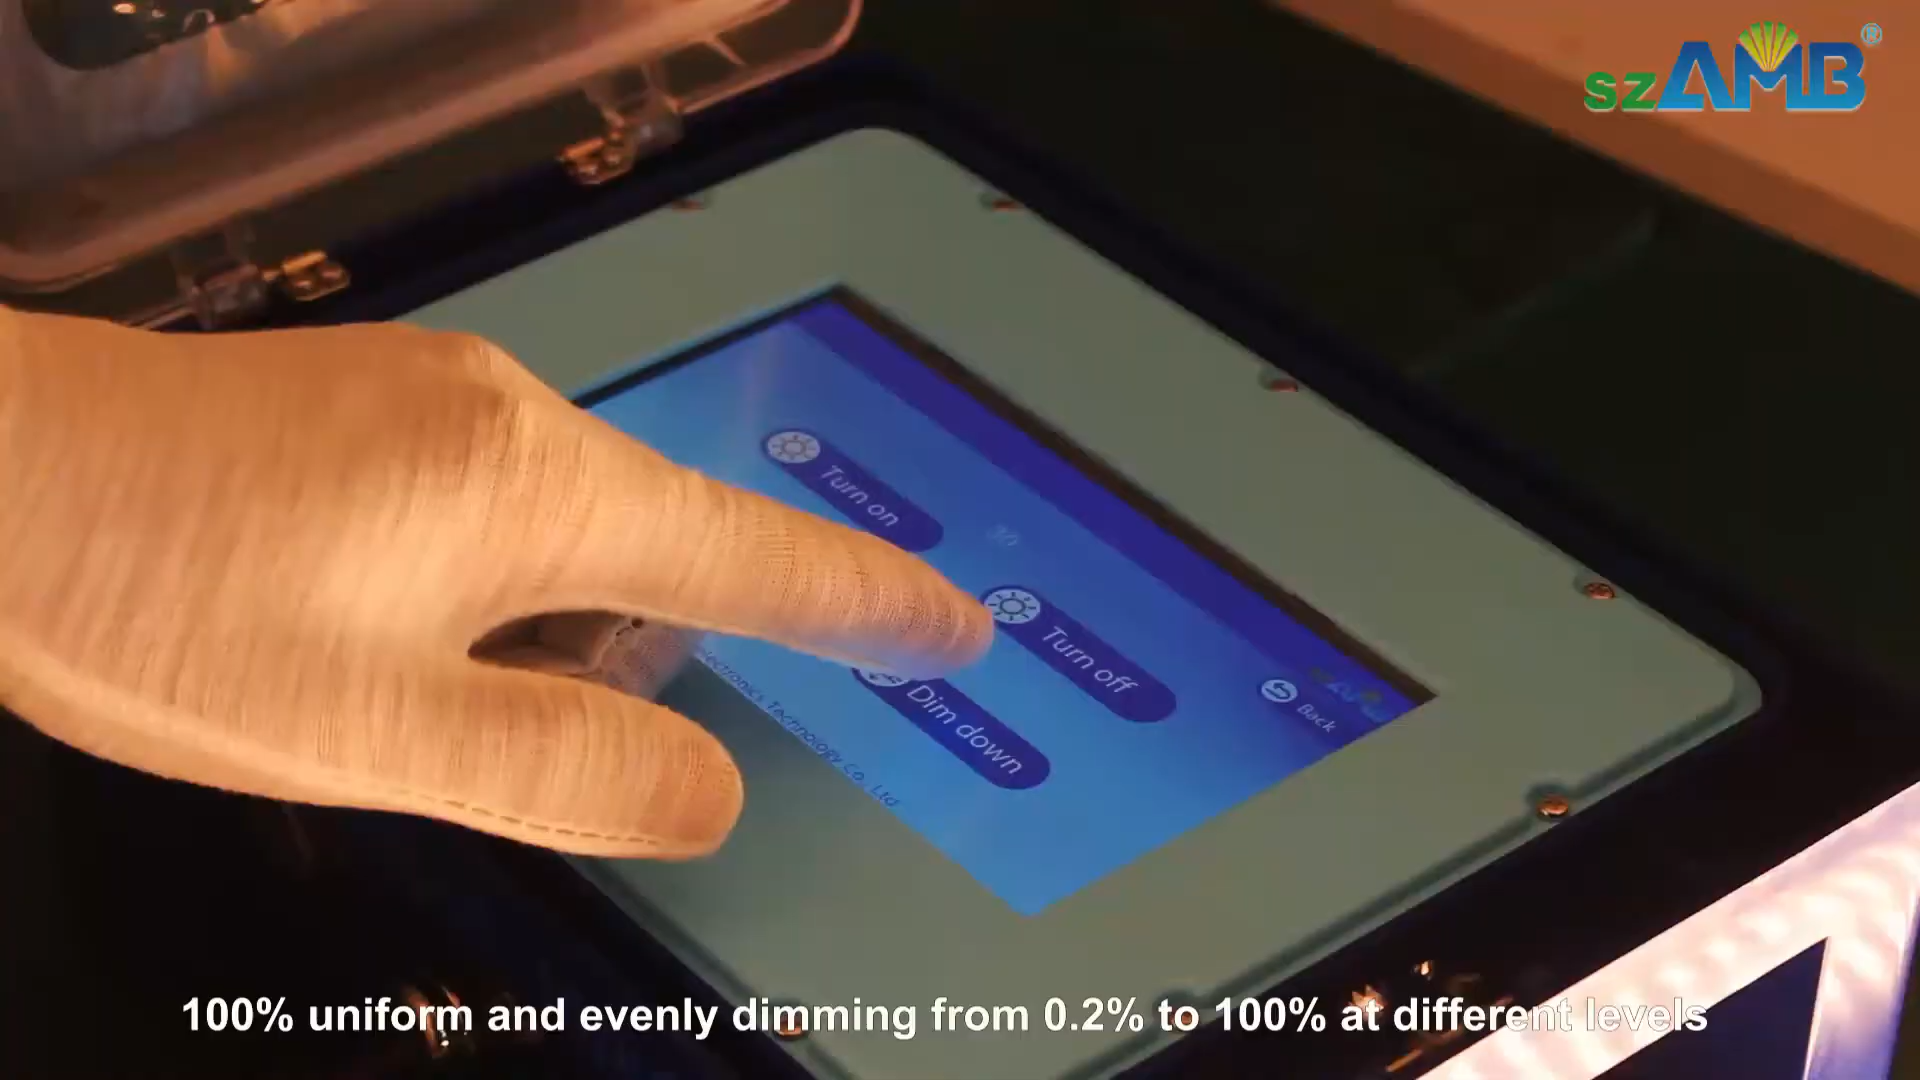 szAMB®
Turn on
30
Turn off
Dim down
Back
Electronics Technology Co., Ltd
100% uniform and evenly dimming from 0.2% to 100% at different levels